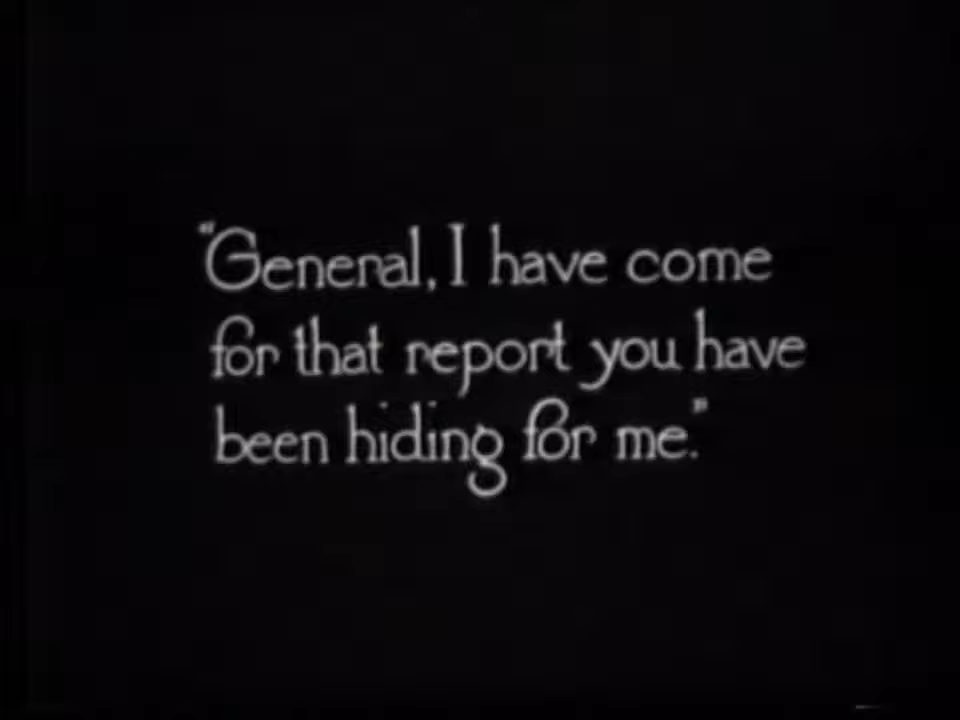 "General, I have come
for that report you have
been hiding for me."